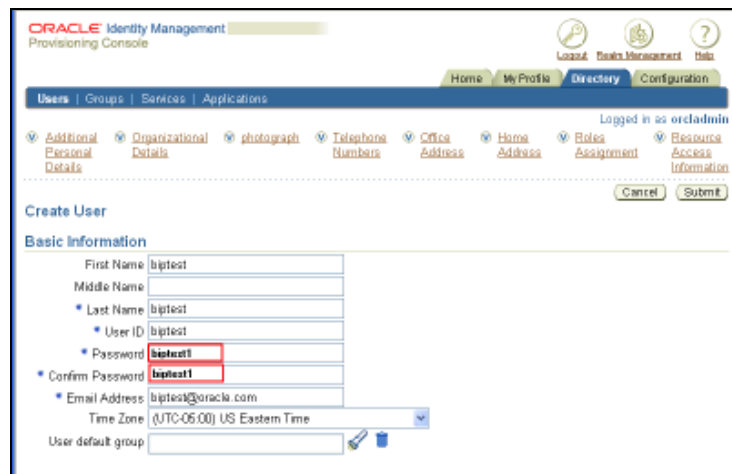 ORACLE Identity Management
Provisioning Console
Logout Realm Management Help
Home My Profile Directory Configuration
Users | Groups | Services | Applications
Logged in as orcladmin
Additional Personal Details
Organizational Details
photograph
Telephone Numbers
Office Address
Home Address
Roles Assignment
Resource Access Information
Cancel Submit
Create User
Basic Information
First Name biptest
Middle Name
* Last Name biptest
* User ID biptest
* Password biptest1
* Confirm Password biptest1
* Email Address biptest@oracle.com
Time Zone (UTC-05:00) US Eastern Time
User default group